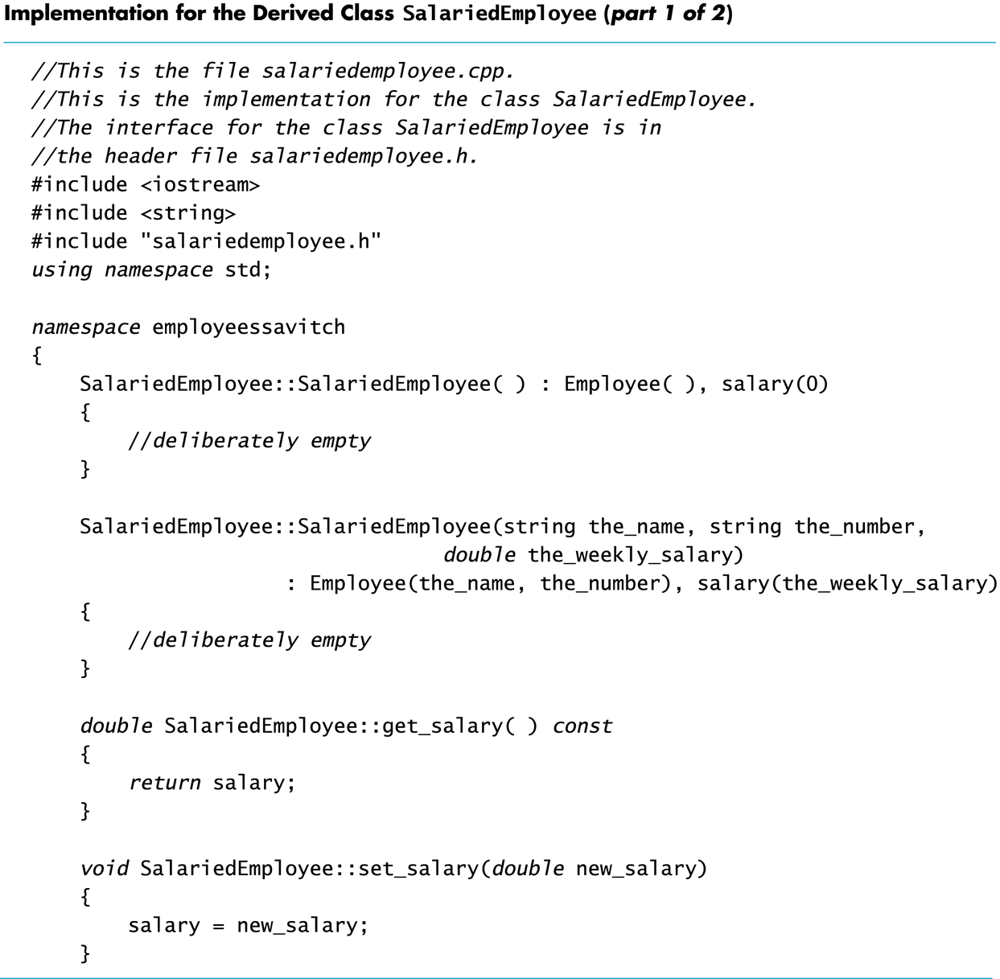 Implementation for the Derived Class SalariedEmployee (part 1 of 2)
//This is the file salariedemployee.cpp.
//This is the implementation for the class SalariedEmployee.
//The interface for the class SalariedEmployee is in
//the header file salariedemployee.h.
#include <iostream>
#include <string>
#include "salariedemployee.h"
using namespace std;
namespace employeessavitch
{
SalariedEmployee::SalariedEmployee( ) : Employee( ), salary(0)
{
//deliberately empty
}
SalariedEmployee::SalariedEmployee(string the_name, string the_number,
double the_weekly_salary)
: Employee(the_name, the_number), salary(the_weekly_salary)
{
//deliberately empty
}
double SalariedEmployee::get_salary( ) const
{
return salary;
}
void SalariedEmployee::set_salary(double new_salary)
{
salary = new_salary;
}